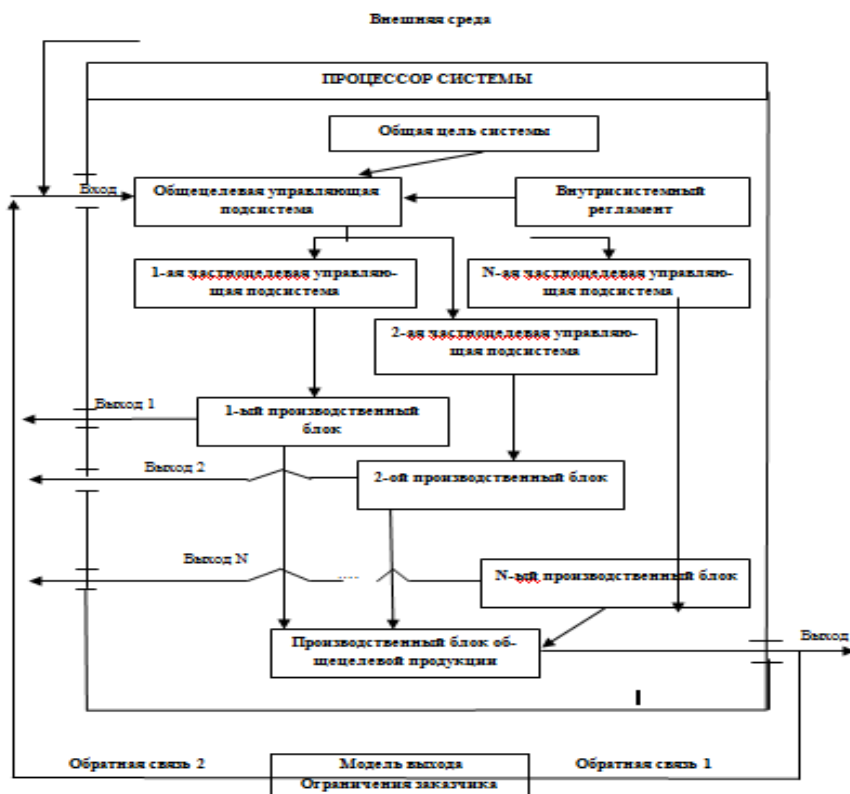 Внешняя среда
ПРОЦЕССОР СИСТЕМЫ
Общая цель системы
Вход
Общецелевая управляющая
подсистема
Внутрисистемный
регламент
1-ая частноцелевая управляю-
щая подсистема
N-ая частноцелевая управляю-
щая подсистема
2-ая частноцелевая управляю-
щая подсистема
Выход 1
1-ый производственный
блок
Выход 2
2-ой производственный блок
Выход N
....
N-ый производственный блок
Производственный блок об-
щецелевой продукции
Выход
Обратная связь 2
Модель выхода
Обратная связь 1
Ограничения заказчика